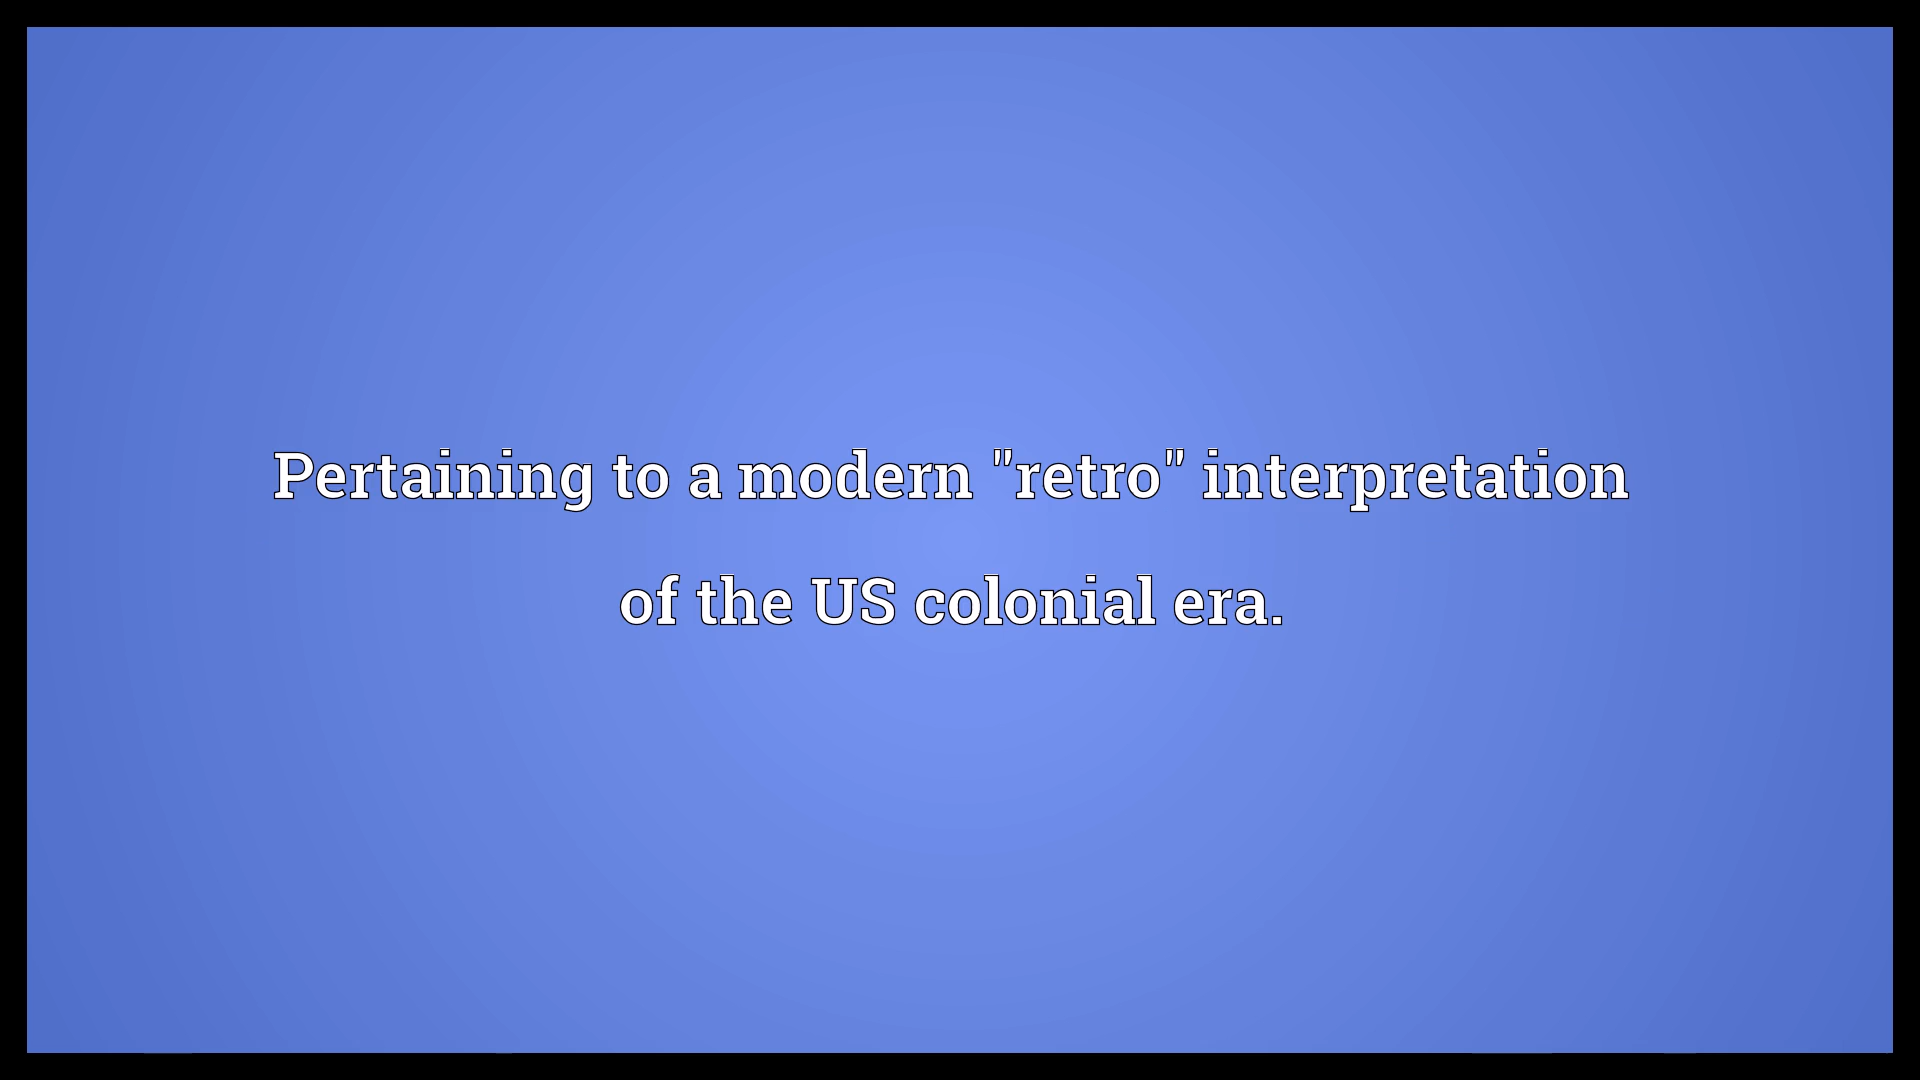 Pertaining to a modern "retro" interpretation
of the US colonial era.